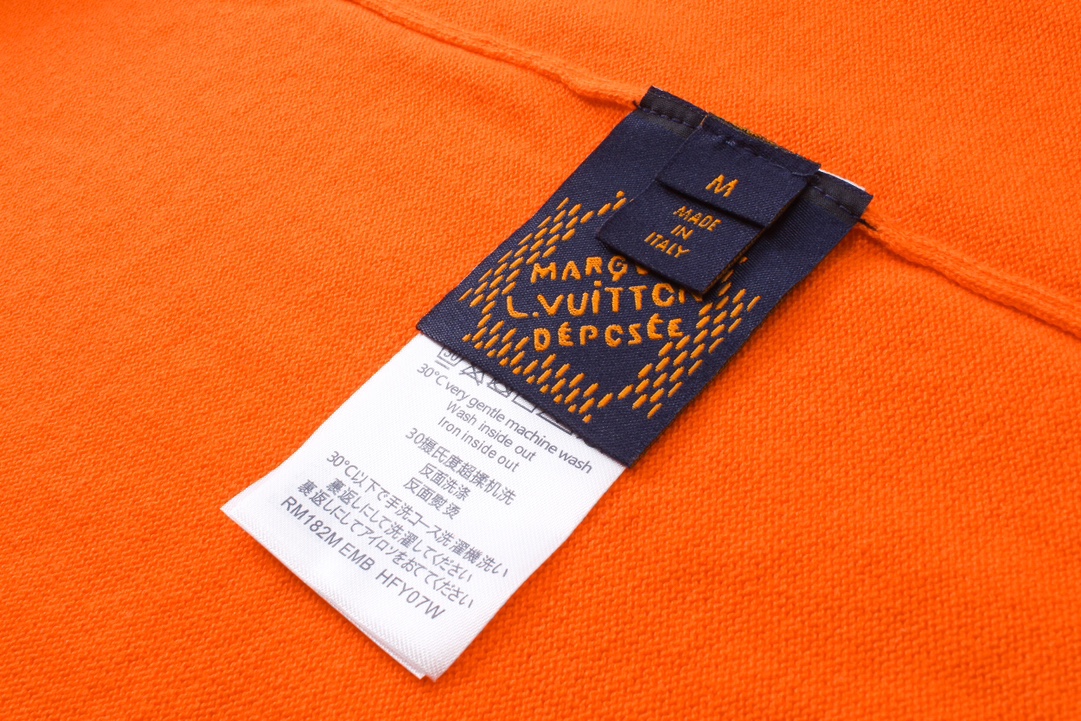 M
MADE
IN
ITALY
L.VUITTON
DÉPOSÉE
30°C very gentle machine wash
Wash inside out
Iron inside out
30摄氏度超揉机洗
反面洗涤
反面熨烫
30℃以下で手洗コース洗濯機洗い
裏返しにして洗濯してください
裏返しにしてアイロンをおててください
RM182M EMB HFY07W